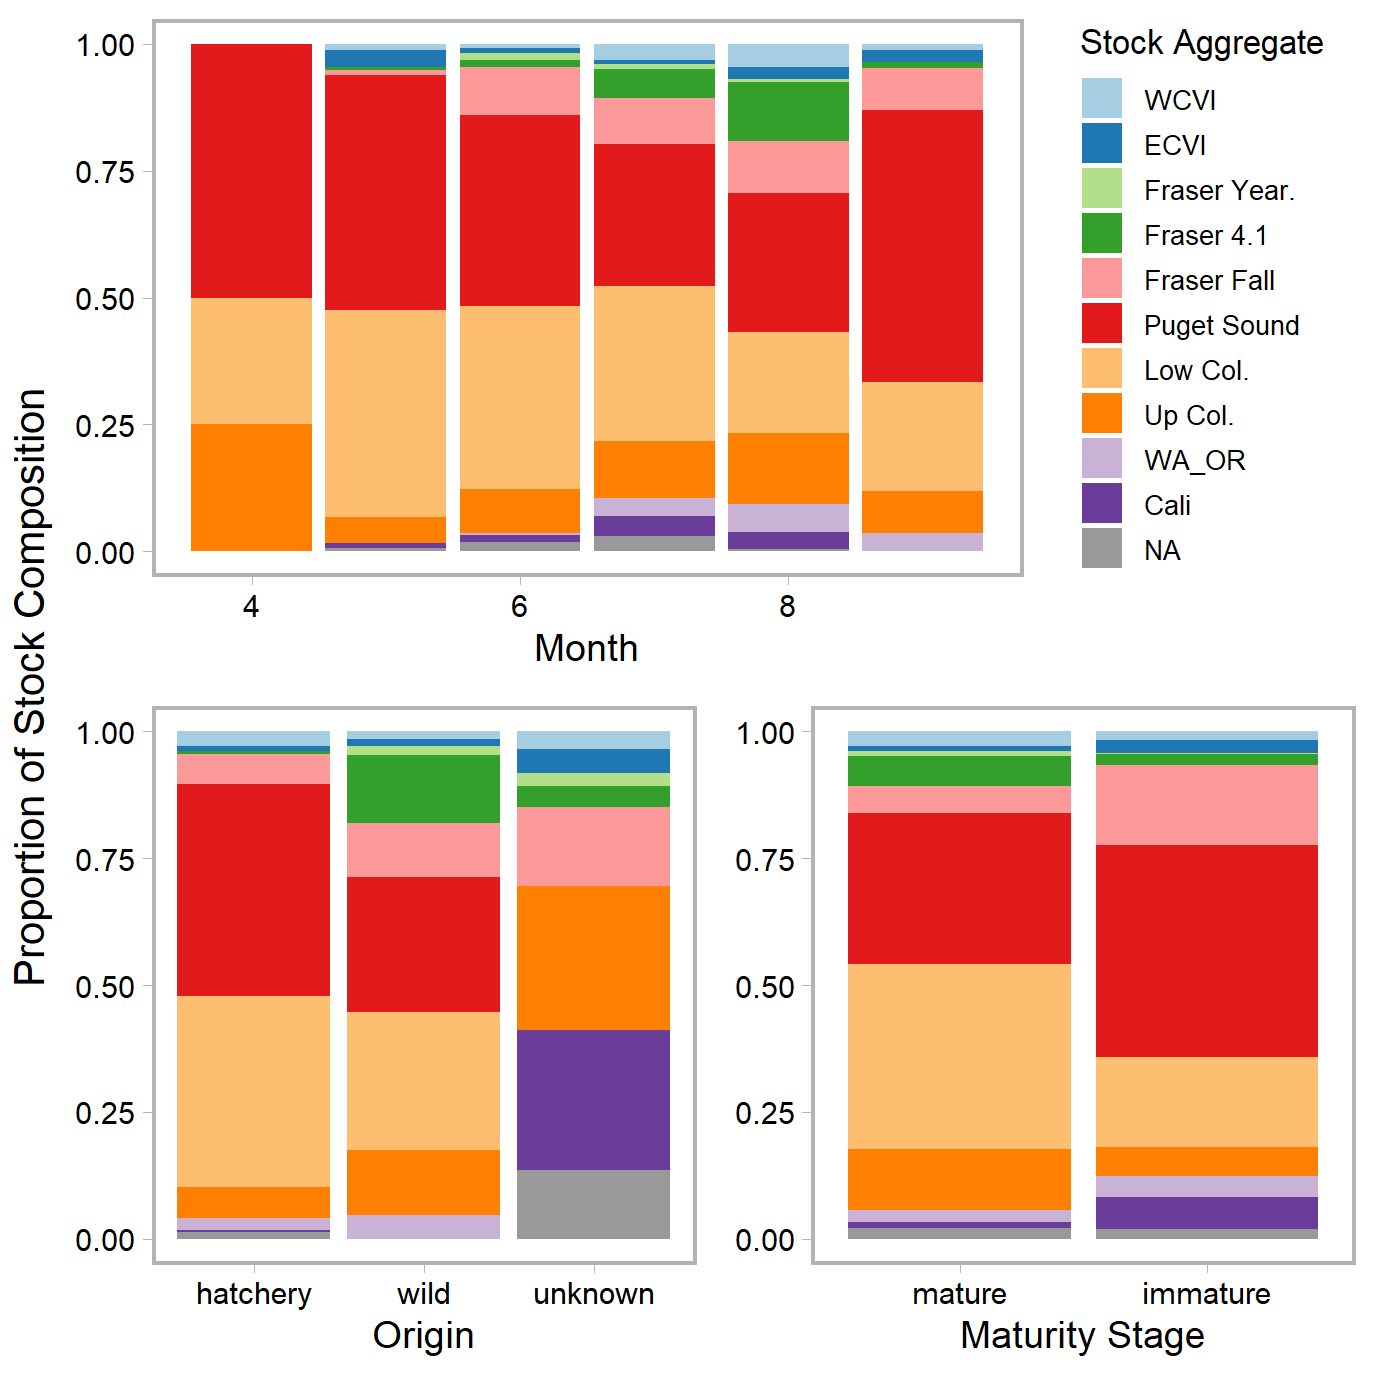 Proportion of Stock Composition
1.00
0.75
0.50
0.25
0.00
4 6 8
Month
Stock Aggregate
WCVI
ECVI
Fraser Year.
Fraser 4.1
Fraser Fall
Puget Sound
Low Col.
Up Col.
WA_OR
Cali
NA
1.00
0.75
0.50
0.25
0.00
hatchery wild unknown
Origin
1.00
0.75
0.50
0.25
0.00
mature immature
Maturity Stage